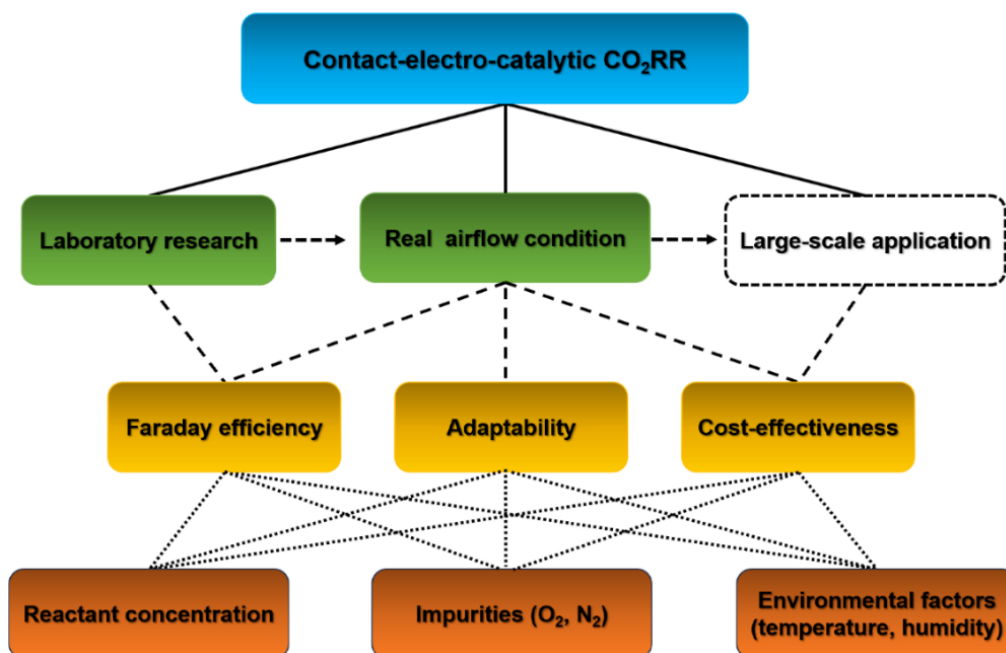 Contact-electro-catalytic CO₂RR
Laboratory research
Real airflow condition
Large-scale application
Faraday efficiency
Adaptability
Cost-effectiveness
Reactant concentration
Impurities (O₂, N₂)
Environmental factors
(temperature, humidity)